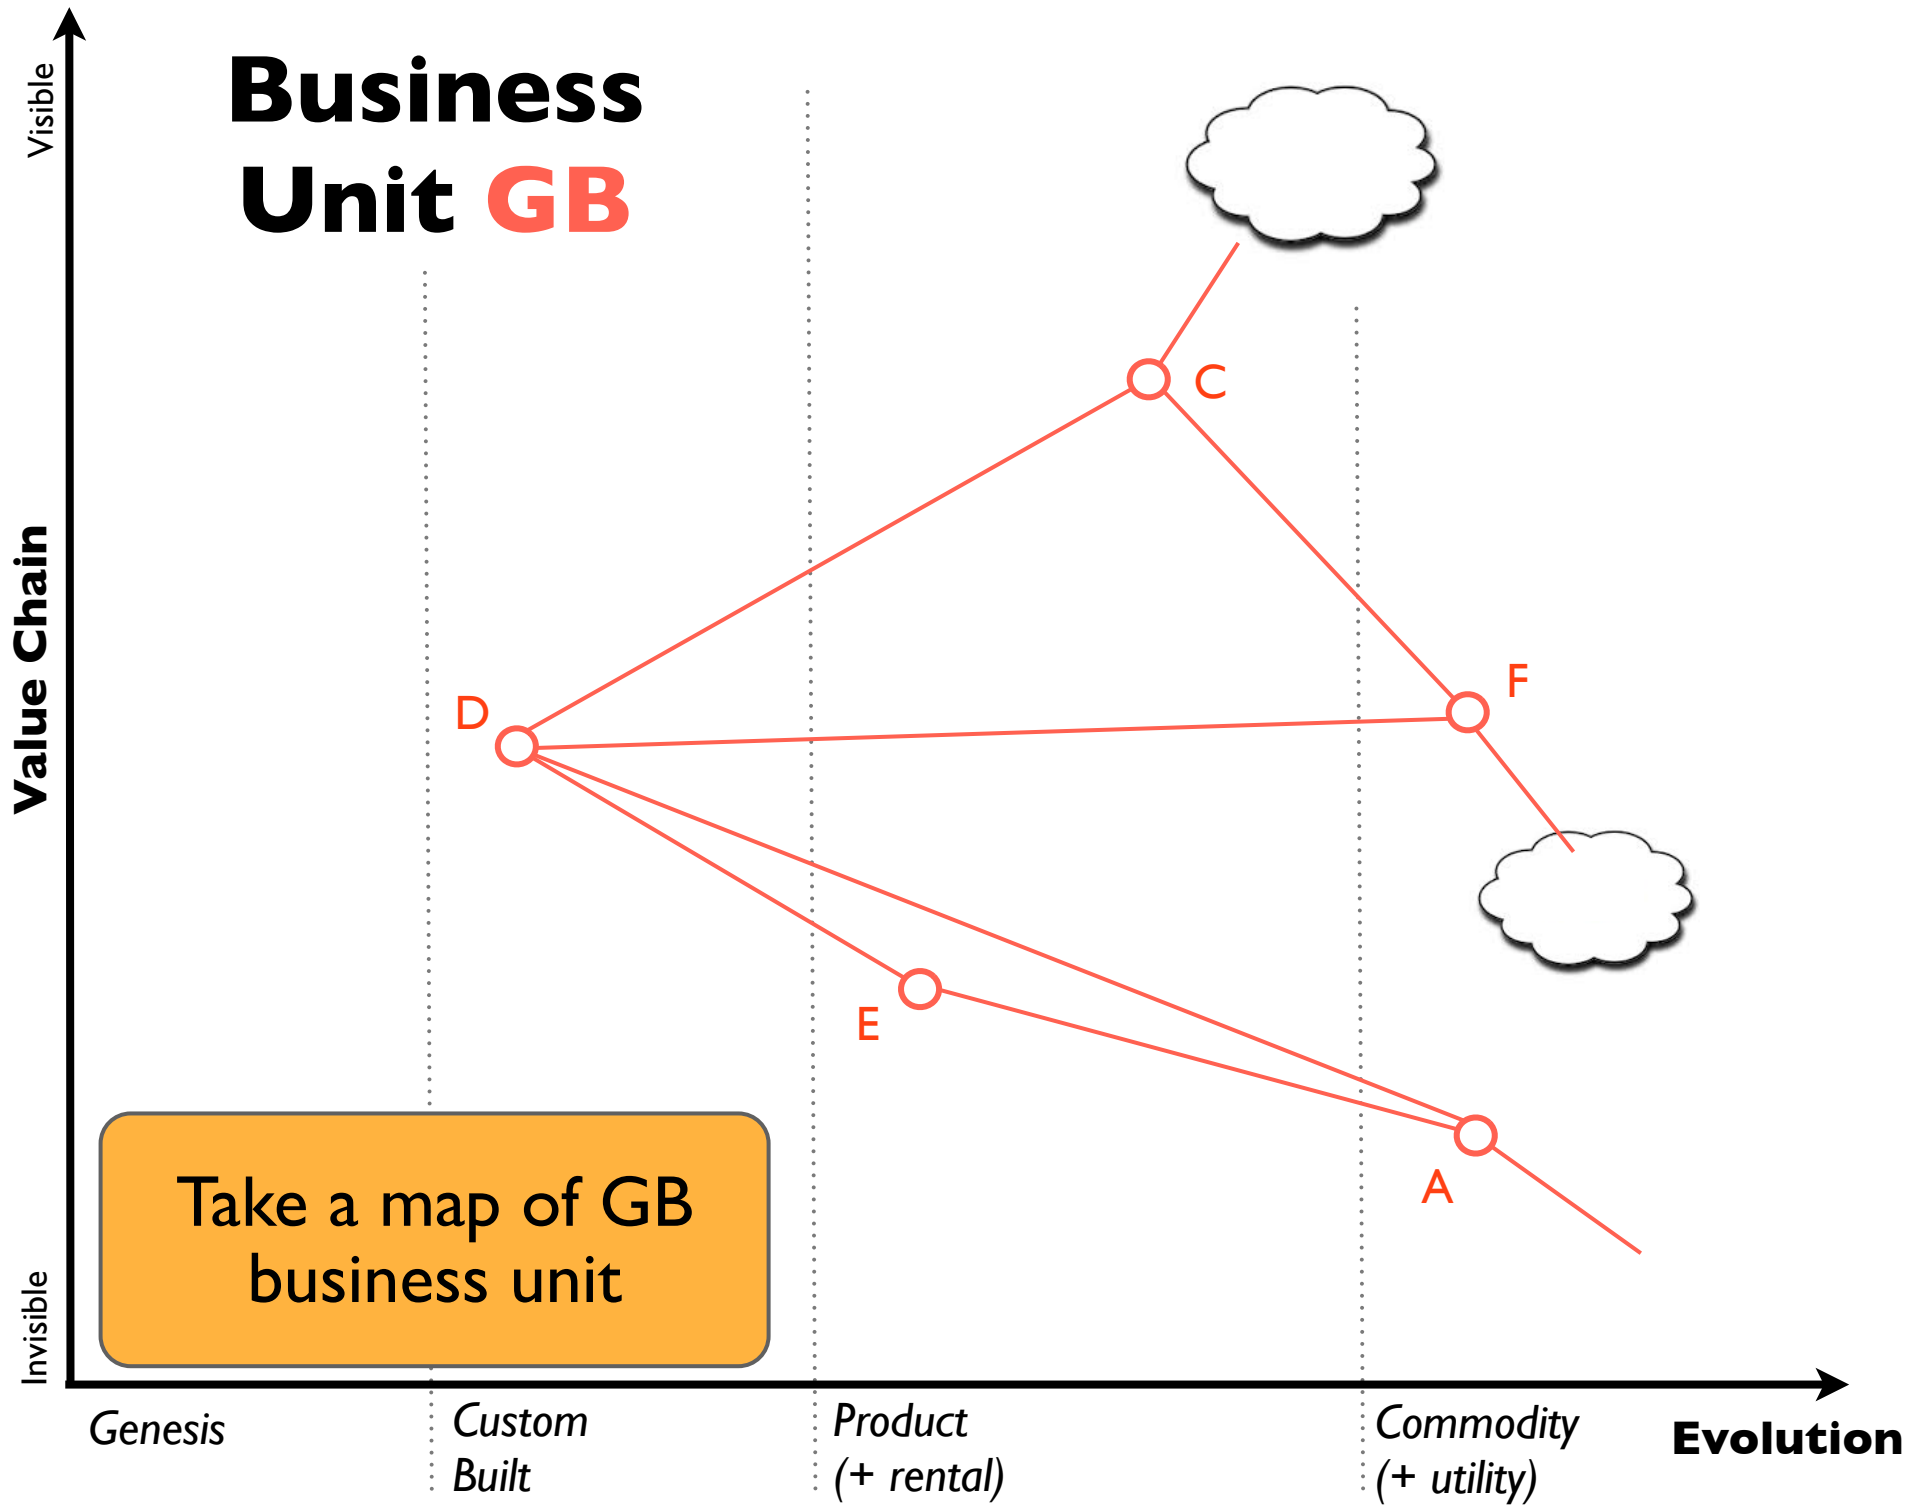 Business
Unit GB
Visible
Value Chain
Invisible
C
D
F
E
A
Take a map of GB
business unit
Genesis
Custom
Built
Product
(+ rental)
Commodity
(+ utility)
Evolution